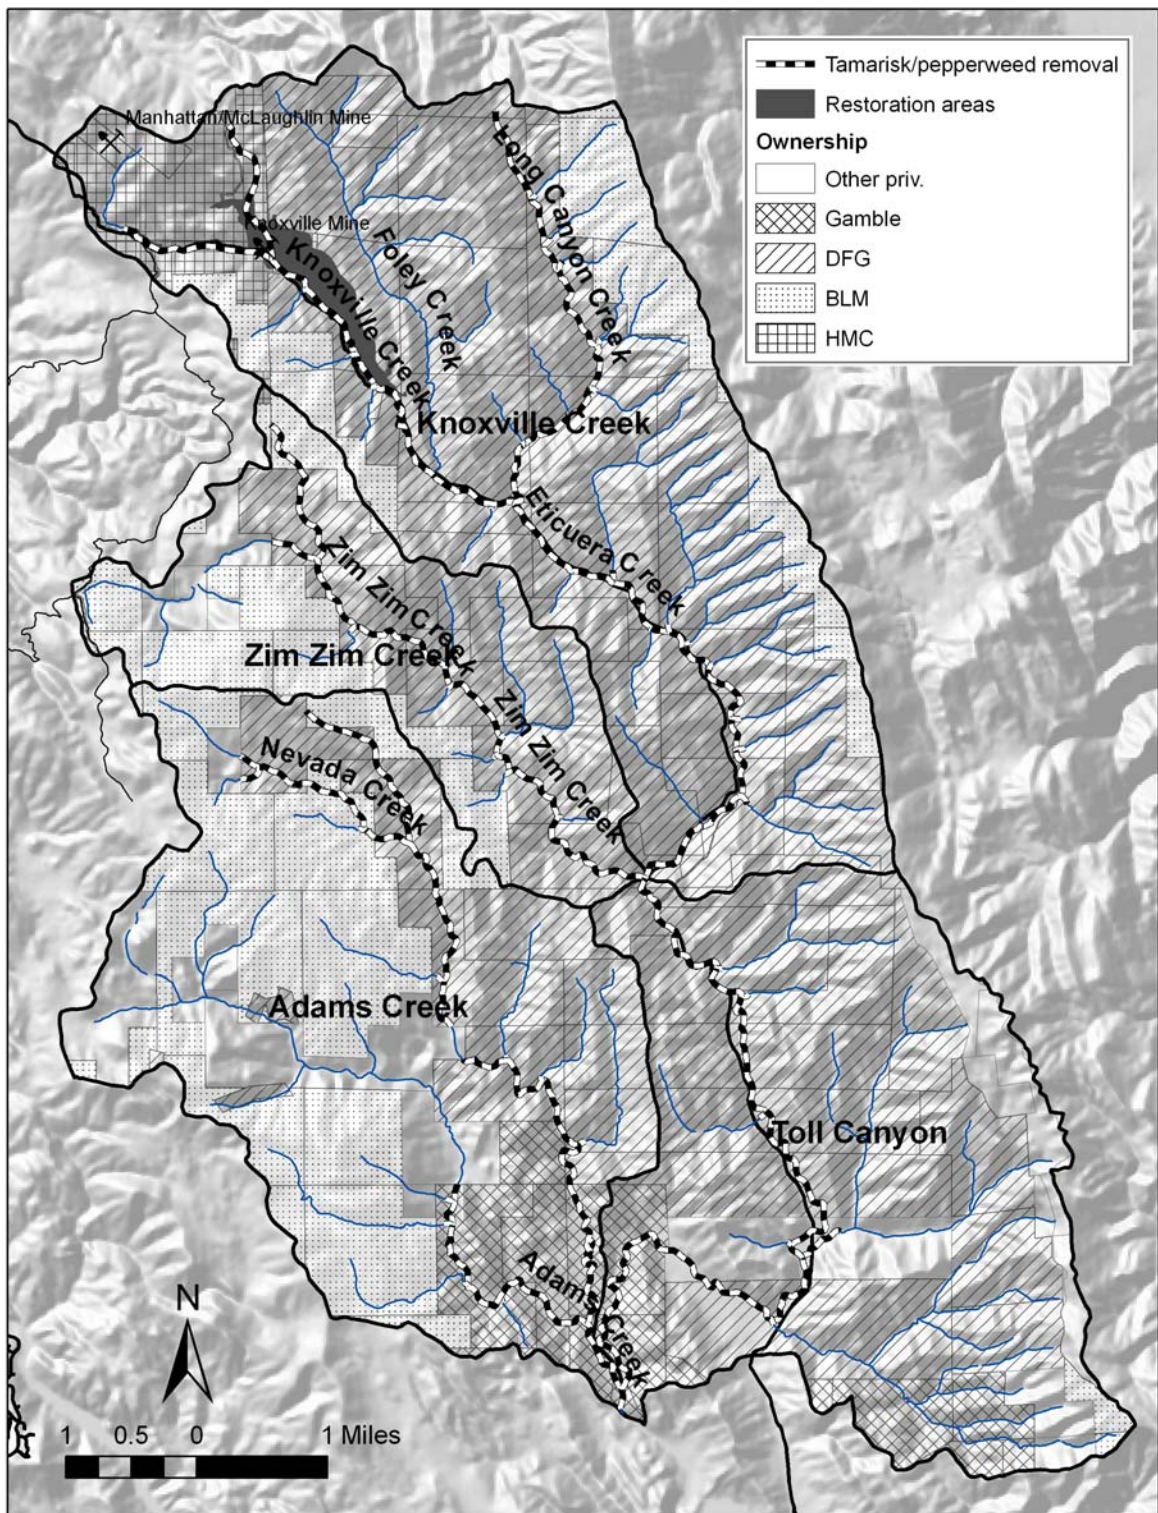 Tamarisk/pepperweed removal
Restoration areas
Ownership
Other priv.
Gamble
DFG
BLM
HMC
Manhattan/McLaughlin Mine
Long Canyon Creek
Knoxville Mine
Knoxville Creek
Foley Creek
Knoxville Creek
Eticuera Creek
Zim Zim Creek
Zim Zim Creek
Zim Zim Creek
Nevada Creek
Adams Creek
Toll Canyon
Adams Creek
N
1 0.5 0 1 Miles